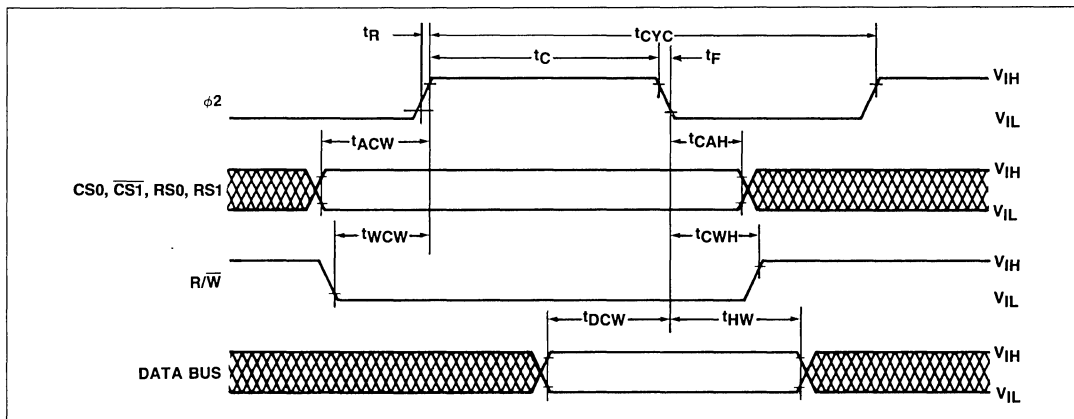 tR tCYC
tC tF
φ2 VIH
VIL
tACW tCAH
CS0, C̅S̅1̅, RS0, RS1 VIH
VIL
tWCW tCWH
R/W̅ VIH
VIL
tDCW tHW
DATA BUS VIH
VIL